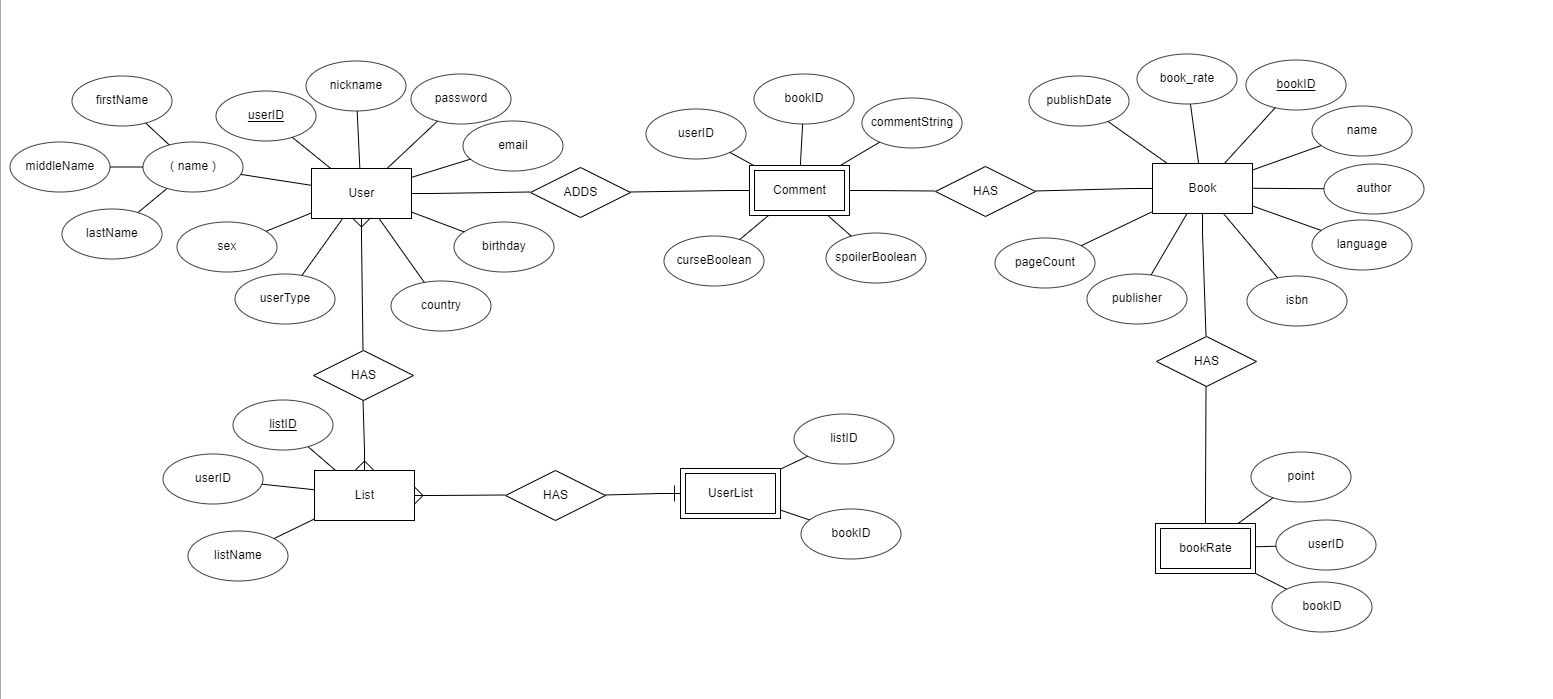 firstName
middleName
( name )
lastName
userID
nickname
password
email
User
sex
userType
country
birthday
ADDS
userID
bookID
commentString
Comment
curseBoolean
spoilerBoolean
HAS
publishDate
book_rate
bookID
name
author
language
Book
pageCount
publisher
isbn
HAS
HAS
listID
userID
List
listName
HAS
listID
UserList
bookID
point
bookRate
userID
bookID